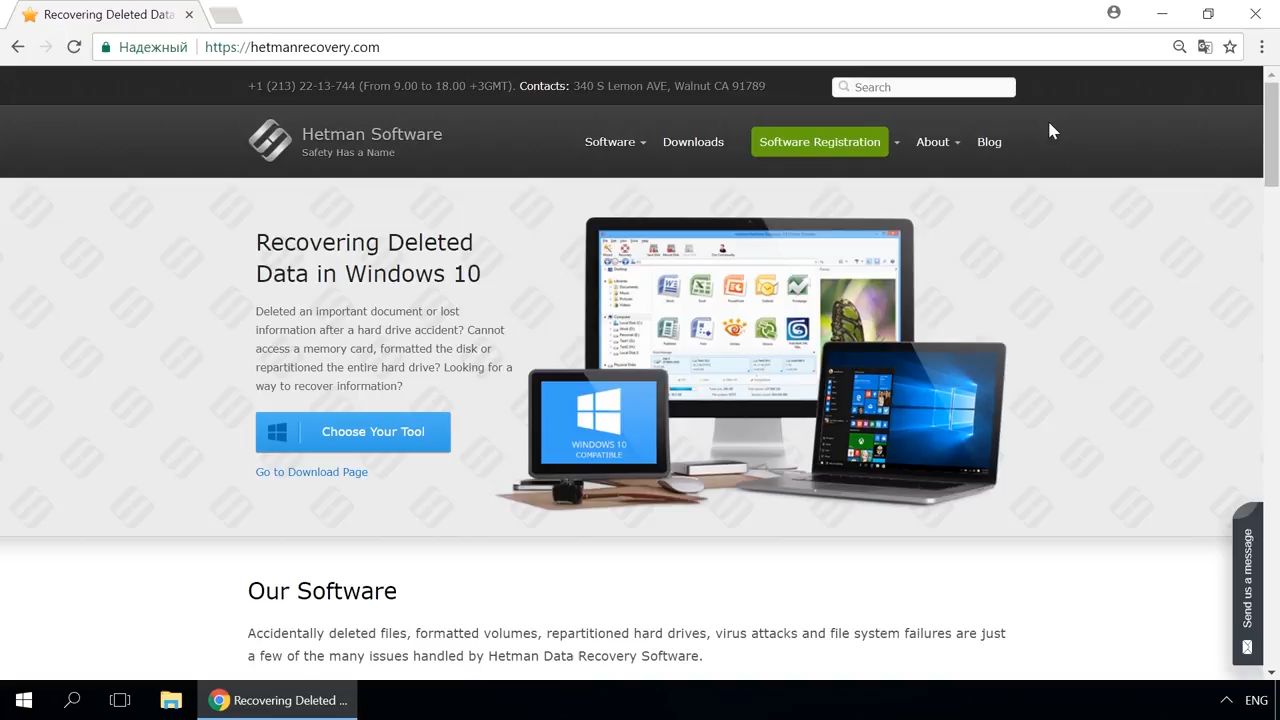 Recovering Deleted Data
Надежный
https://hetmanrecovery.com
+1 (213) 22-13-744 (From 9.00 to 18.00 +3GMT). Contacts: 340 S Lemon AVE, Walnut CA 91789
Search
Hetman Software
Safety Has a Name
Software
Downloads
Software Registration
About
Blog
Recovering Deleted
Data in Windows 10
Deleted an important document or lost
information after a hard drive accident? Cannot
access a memory card, formatted the disk or
repartitioned the entire hard drive? Looking for a
way to recover information?
Choose Your Tool
Go to Download Page
WINDOWS 10
COMPATIBLE
Send us a message
Our Software
Accidentally deleted files, formatted volumes, repartitioned hard drives, virus attacks and file system failures are just
a few of the many issues handled by Hetman Data Recovery Software.
Recovering Deleted ...
ENG